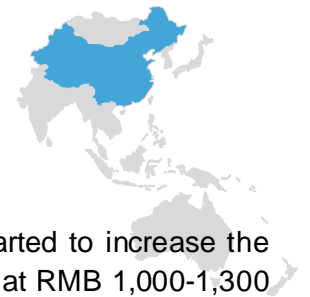 arted to increase the
at RMB 1,000-1,300